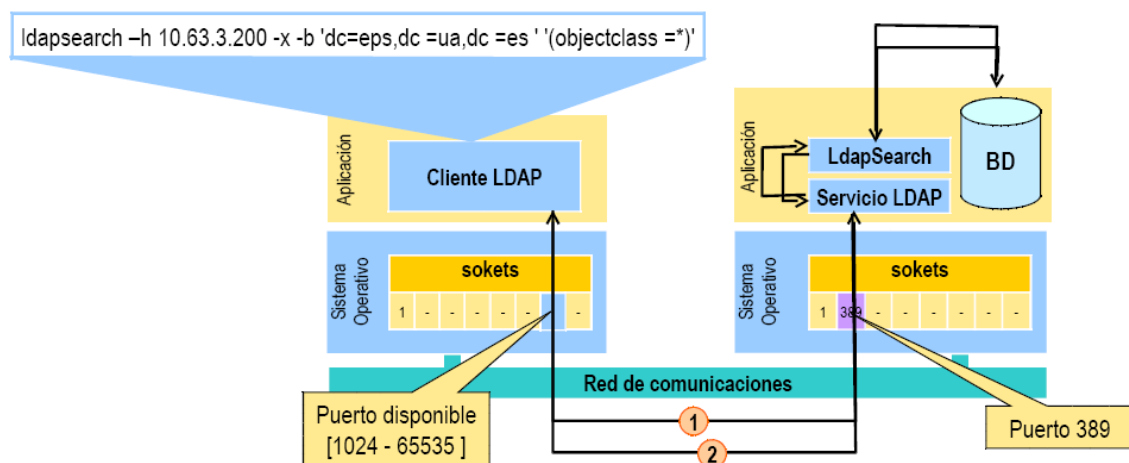 ldapsearch –h 10.63.3.200 -x -b 'dc=eps,dc =ua,dc =es ' '(objectclass =*)'
Aplicación
Cliente LDAP
Aplicación
LdapSearch
Servicio LDAP
BD
Sistema
Operativo
sokets
1 - - - - - - -
Sistema
Operativo
sokets
1 389 - - - - - -
Red de comunicaciones
Puerto disponible
[1024 - 65535 ]
1
2
Puerto 389